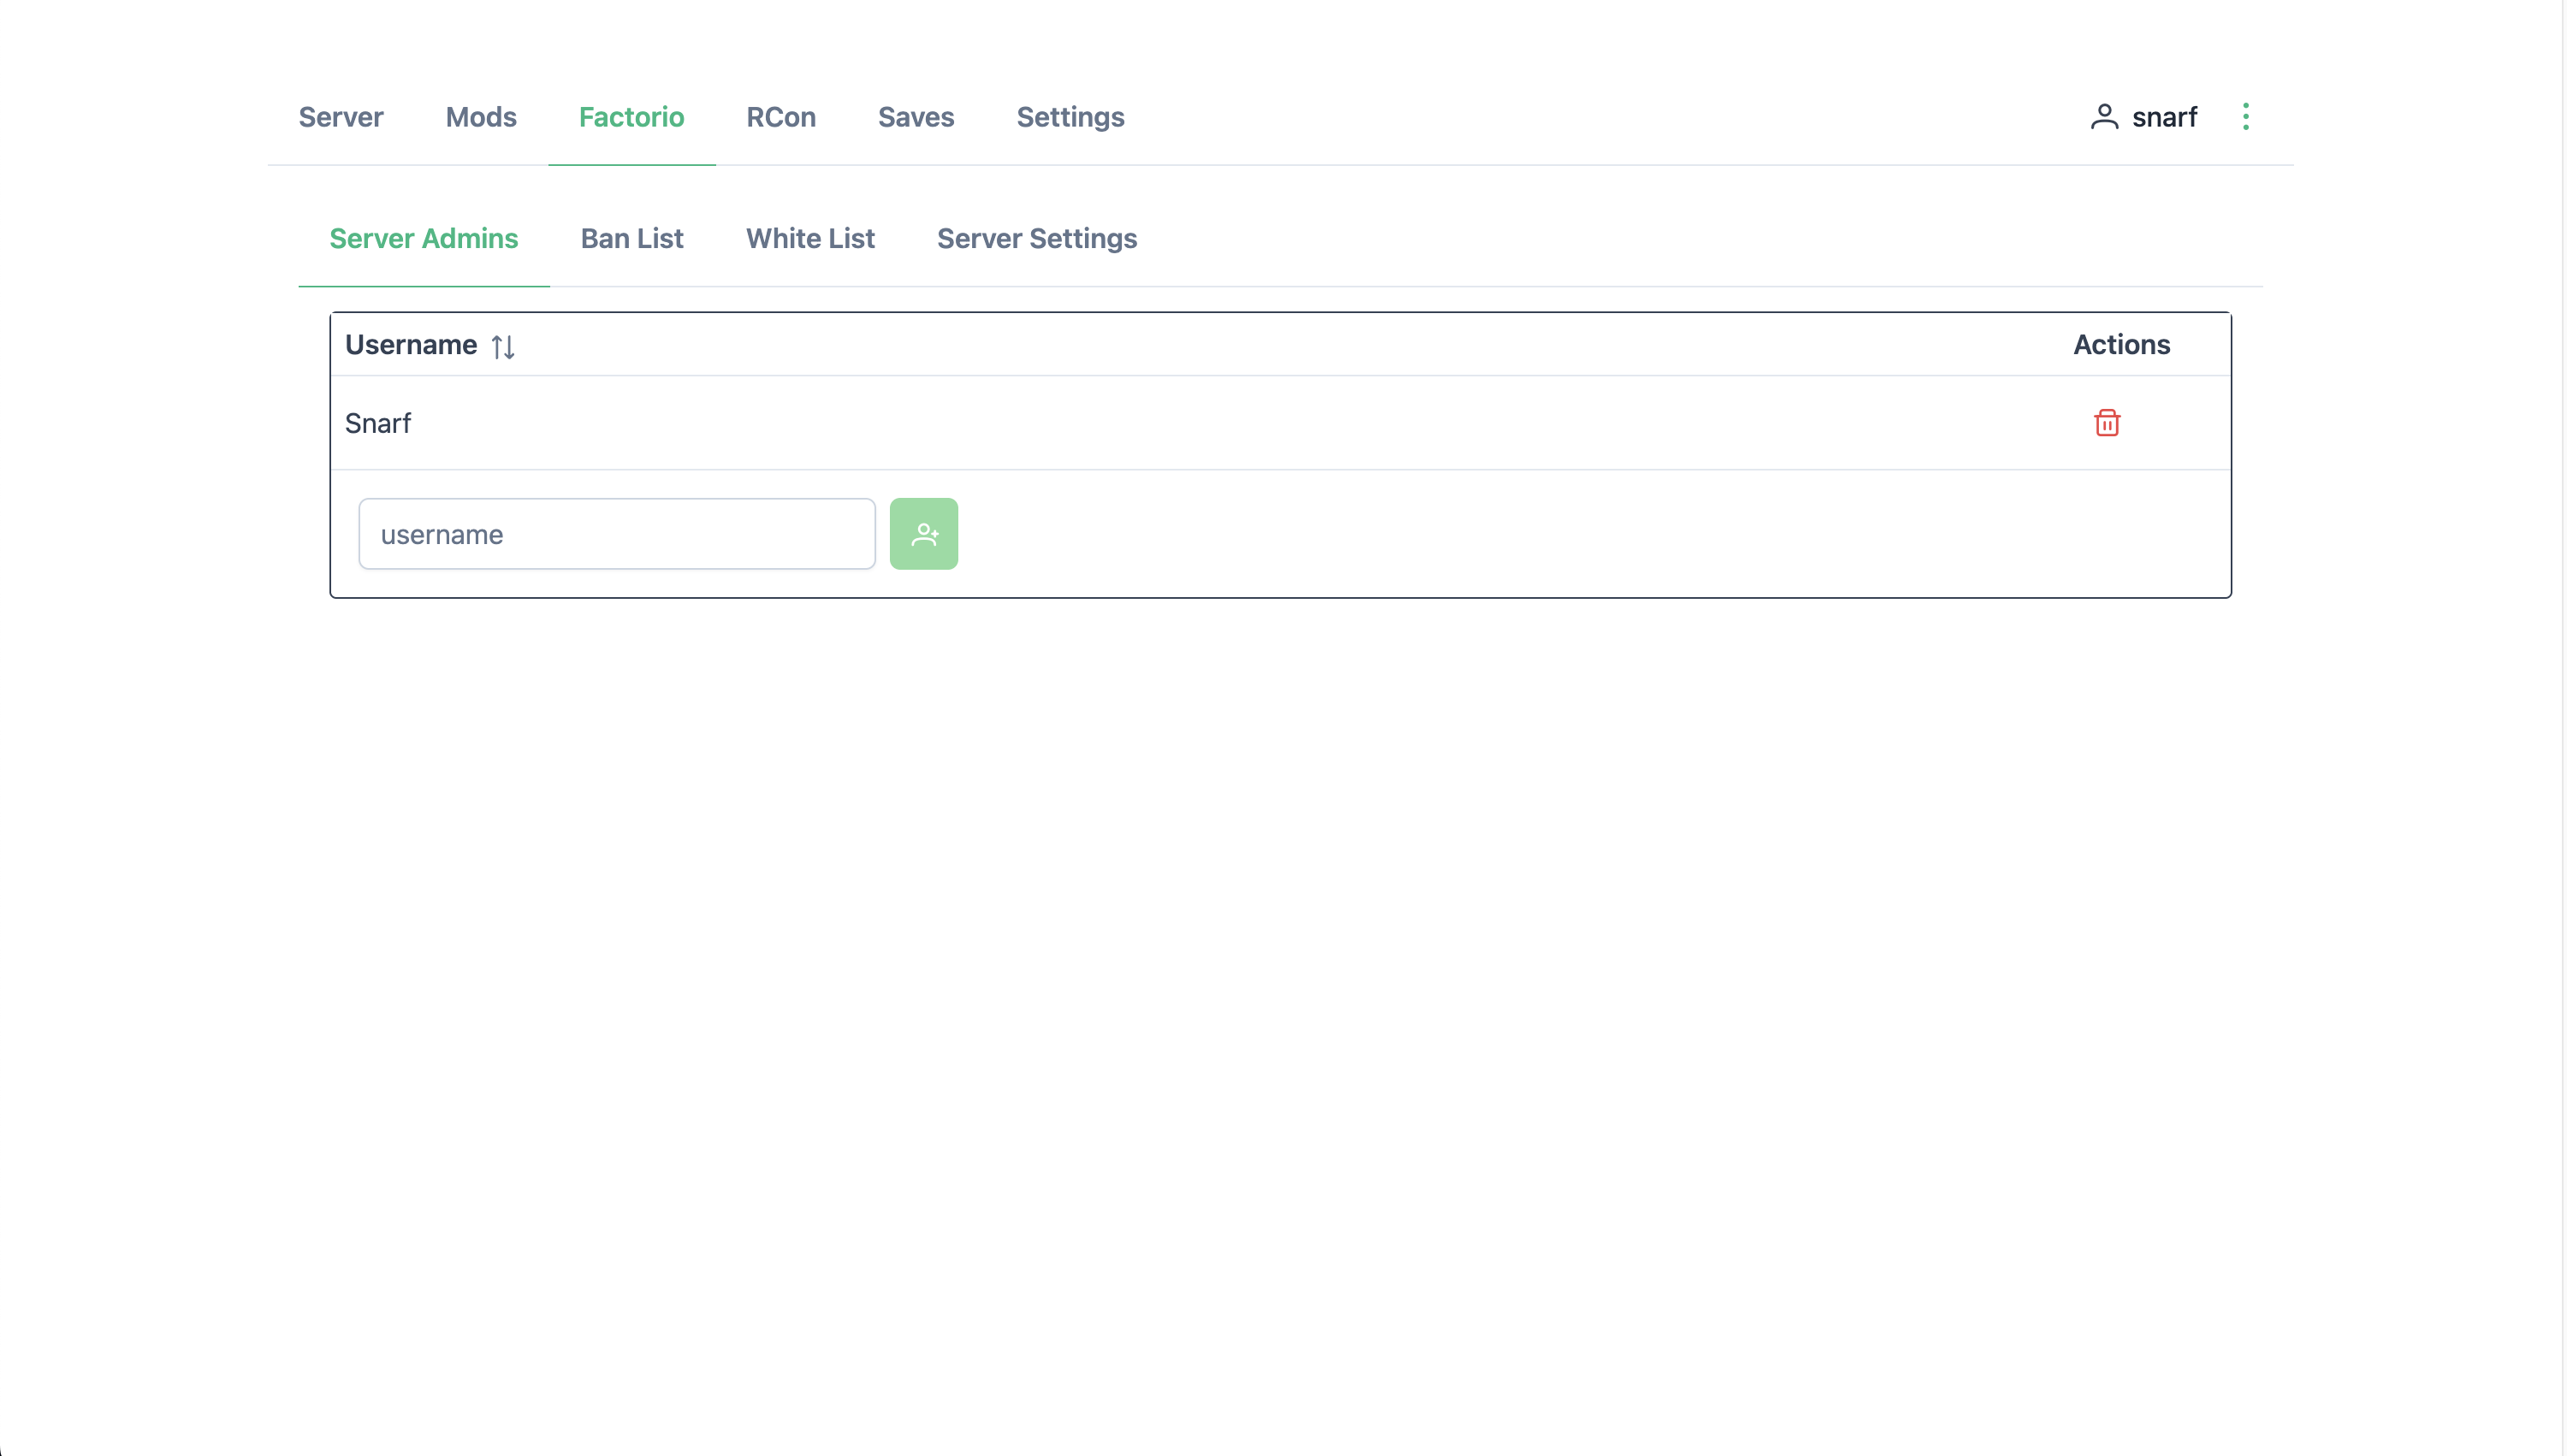 Server Mods Factorio RCon Saves Settings snarf
Server Admins Ban List White List Server Settings
Username Actions
Snarf
username